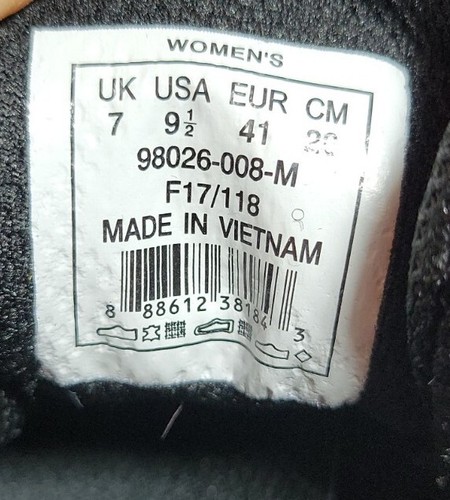 WOMEN'S
UK USA EUR CM
7 9½ 41
98026-008-M
F17/118
MADE IN VIETNAM
8 88612 38184 3